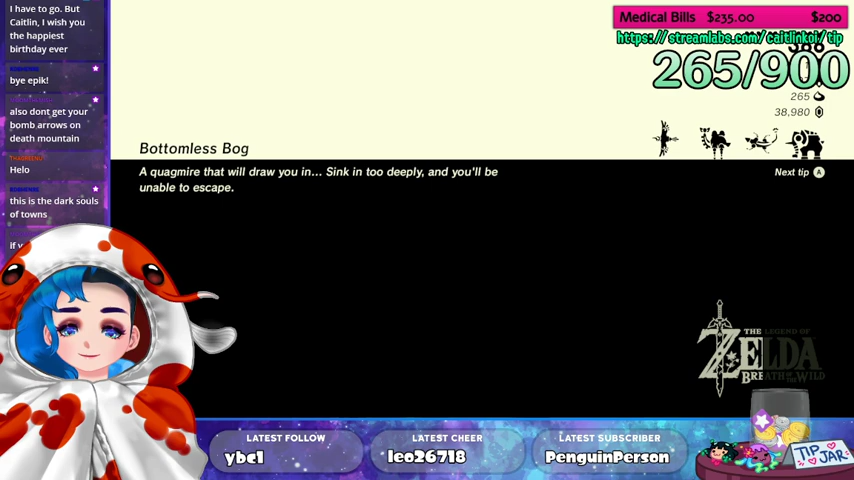 I have to go. But
Caitlin, I wish you
the happiest
birthday ever
bye epik!
also dont get your
bomb arrows on
death mountain
Helo
this is the dark souls
of towns
Medical Bills $235.00 $200
https://streamlabs.com/caitlinkoi/tip
265/900
265
38,980
Bottomless Bog
A quagmire that will draw you in... Sink in too deeply, and you'll be
unable to escape.
Next tip A
THE LEGEND OF
ZELDA
BREATH OF THE WILD
TIP
JAR
LATEST FOLLOW
ybc1
LATEST CHEER
leo26718
LATEST SUBSCRIBER
PenguinPerson